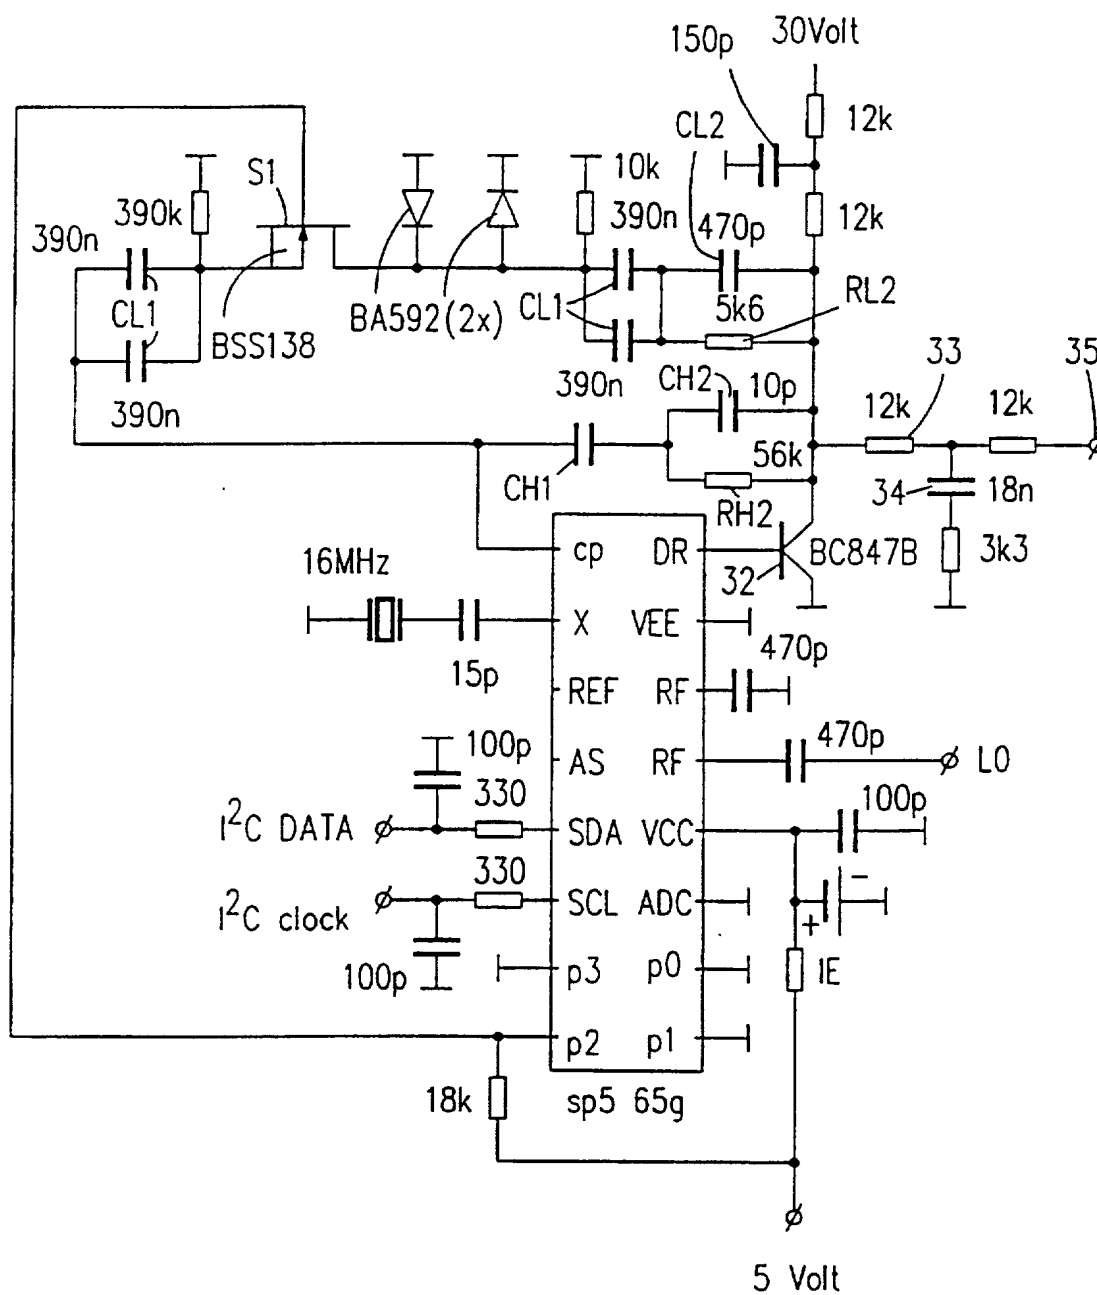 30Volt
150p
12k
CL2
S1
10k
390k
390n
12k
390n
470p
RL2
CL1
CL1
5k6
BSS138
BA592(2x)
33
35
390n
390n
CH2
10p
12k
12k
56k
CH1
RH2
34
18n
cp
DR
BC847B
3k3
16MHz
32
X
VEE
15p
470p
REF
RF
100p
AS
RF
470p
LO
330
100p
I²C DATA
SDA
VCC
330
−
I²C clock
SCL
ADC
+
100p
p3
p0
1E
p2
p1
18k
sp5 65g
5 Volt